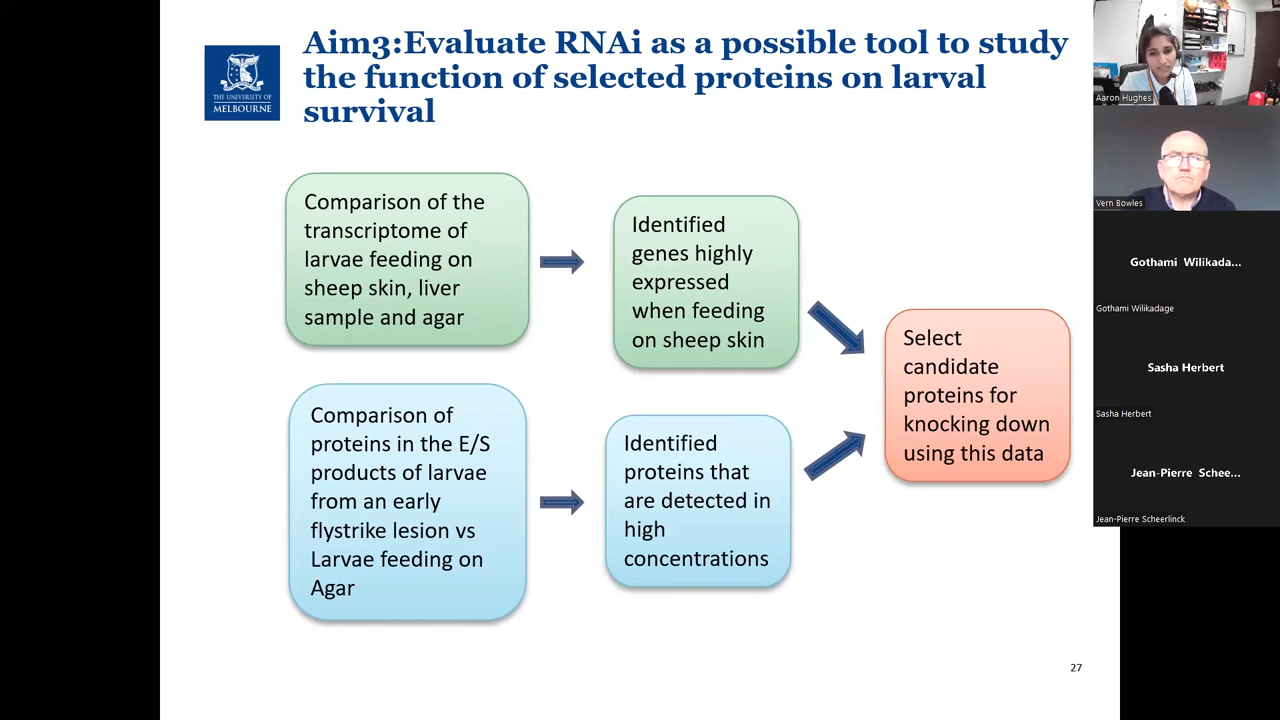 Aim3:Evaluate RNAi as a possible tool to study
the function of selected proteins on larval
survival
THE UNIVERSITY OF
MELBOURNE
Comparison of the
transcriptome of
larvae feeding on
sheep skin, liver
sample and agar
Identified
genes highly
expressed
when feeding
on sheep skin
Comparison of
proteins in the E/S
products of larvae
from an early
flystrike lesion vs
Larvae feeding on
Agar
Identified
proteins that
are detected in
high
concentrations
Select
candidate
proteins for
knocking down
using this data
27
Aaron Hughes
Vern Bowles
Gothami Wilikada...
Gothami Wilikadage
Sasha Herbert
Sasha Herbert
Jean-Pierre Schee...
Jean-Pierre Scheerlinck